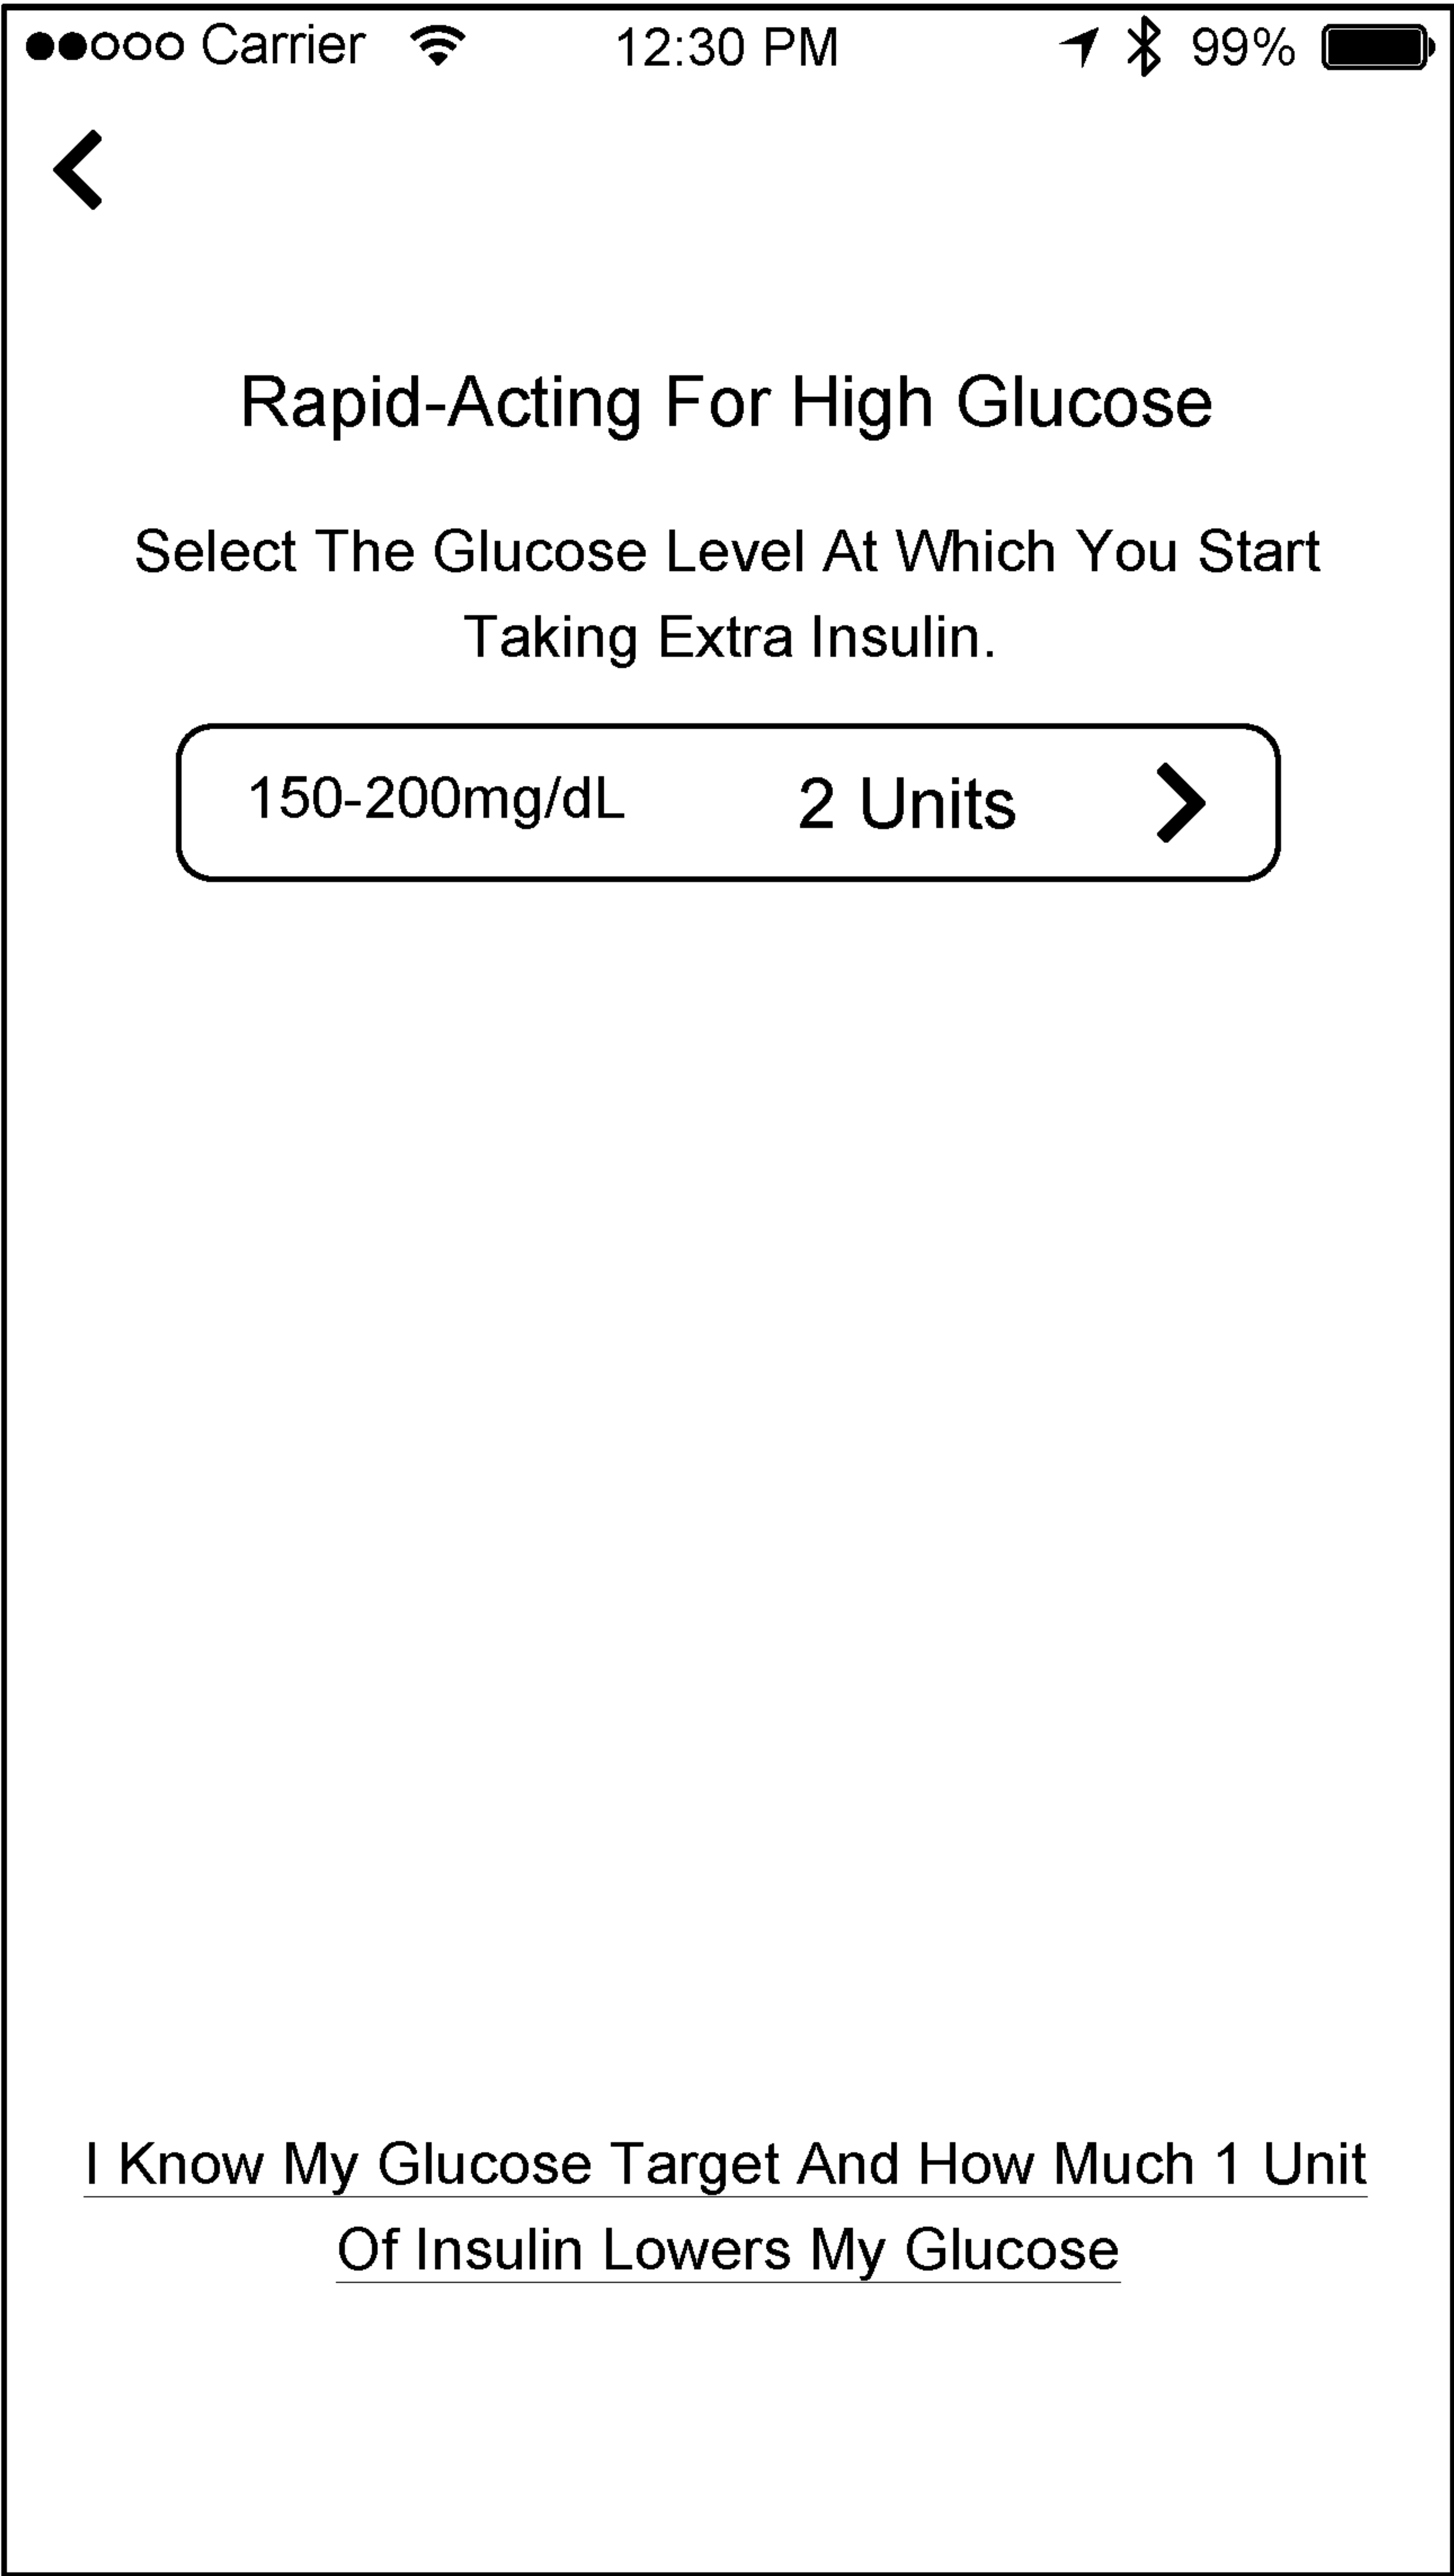 Carrier 12:30 PM 99%
Rapid-Acting For High Glucose
Select The Glucose Level At Which You Start
Taking Extra Insulin.
150-200mg/dL 2 Units
I Know My Glucose Target And How Much 1 Unit
Of Insulin Lowers My Glucose